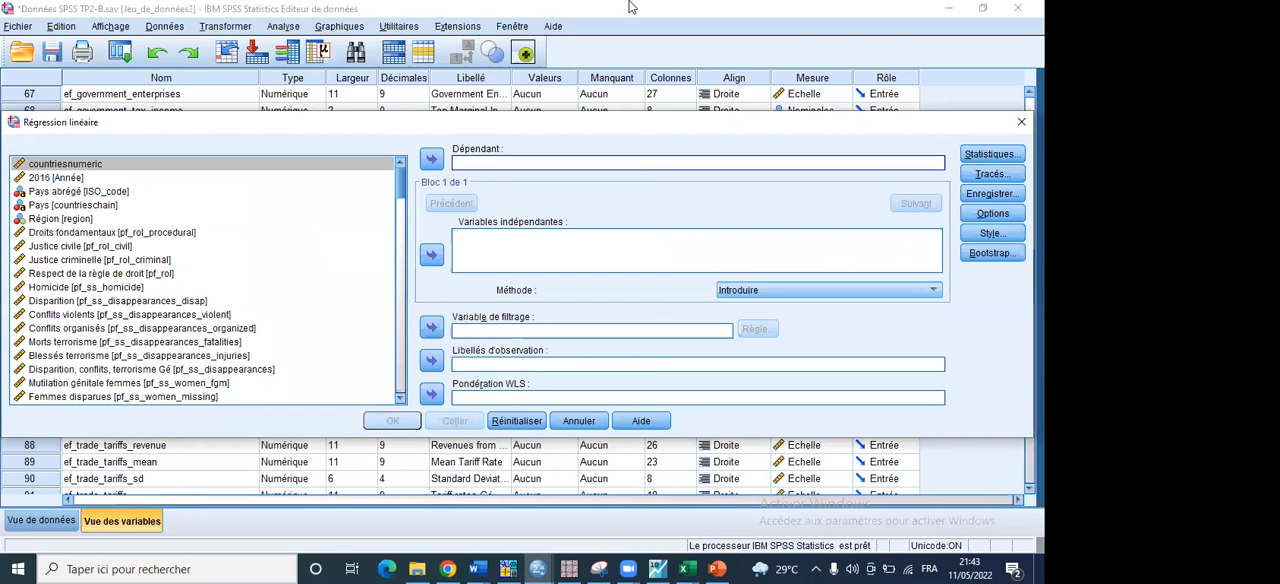 *Données SPSS TP2-B.sav [Jeu_de_données2] - IBM SPSS Statistics Editeur de données
Fichier Edition Affichage Données Transformer Analyse Graphiques Utilitaires Extensions Fenêtre Aide
Nom Type Largeur Décimales Libellé Valeurs Manquant Colonnes Align Mesure Rôle
67 ef_government_enterprises Numérique 11 9 Government En... Aucun Aucun 27 Droite Echelle Entrée
Régression linéaire
countriesnumeric
2016 [Année]
Pays abrégé [ISO_code]
Pays [countrieschain]
Région [region]
Droits fondamentaux [pf_rol_procedural]
Justice civile [pf_rol_civil]
Justice criminelle [pf_rol_criminal]
Respect de la règle de droit [pf_rol]
Homicide [pf_ss_homicide]
Disparition [pf_ss_disappearances_disap]
Conflits violents [pf_ss_disappearances_violent]
Conflits organisés [pf_ss_disappearances_organized]
Morts terrorisme [pf_ss_disappearances_fatalities]
Blessés terrorisme [pf_ss_disappearances_injuries]
Disparition, conflits, terrorisme Gé [pf_ss_disappearances]
Mutilation génitale femmes [pf_ss_women_fgm]
Femmes disparues [pf_ss_women_missing]
Dépendant :
Bloc 1 de 1
Précédent Suivant
Variables indépendantes :
Méthode : Introduire
Variable de filtrage :
Règle...
Libellés d'observation :
Pondération WLS :
Statistiques...
Tracés...
Enregistrer...
Options
Style...
Bootstrap...
OK Coller Réinitialiser Annuler Aide
88 ef_trade_tariffs_revenue Numérique 11 9 Revenues from ... Aucun Aucun 26 Droite Echelle Entrée
89 ef_trade_tariffs_mean Numérique 11 9 Mean Tariff Rate Aucun Aucun 23 Droite Echelle Entrée
90 ef_trade_tariffs_sd Numérique 6 4 Standard Deviat... Aucun Aucun 8 Droite Echelle Entrée
Activer Windows
Accédez aux paramètres pour activer Windows.
Vue de données Vue des variables
Le processeur IBM SPSS Statistics est prêt Unicode:ON
Taper ici pour rechercher
29°C
FRA
21:43
11/05/2022
2